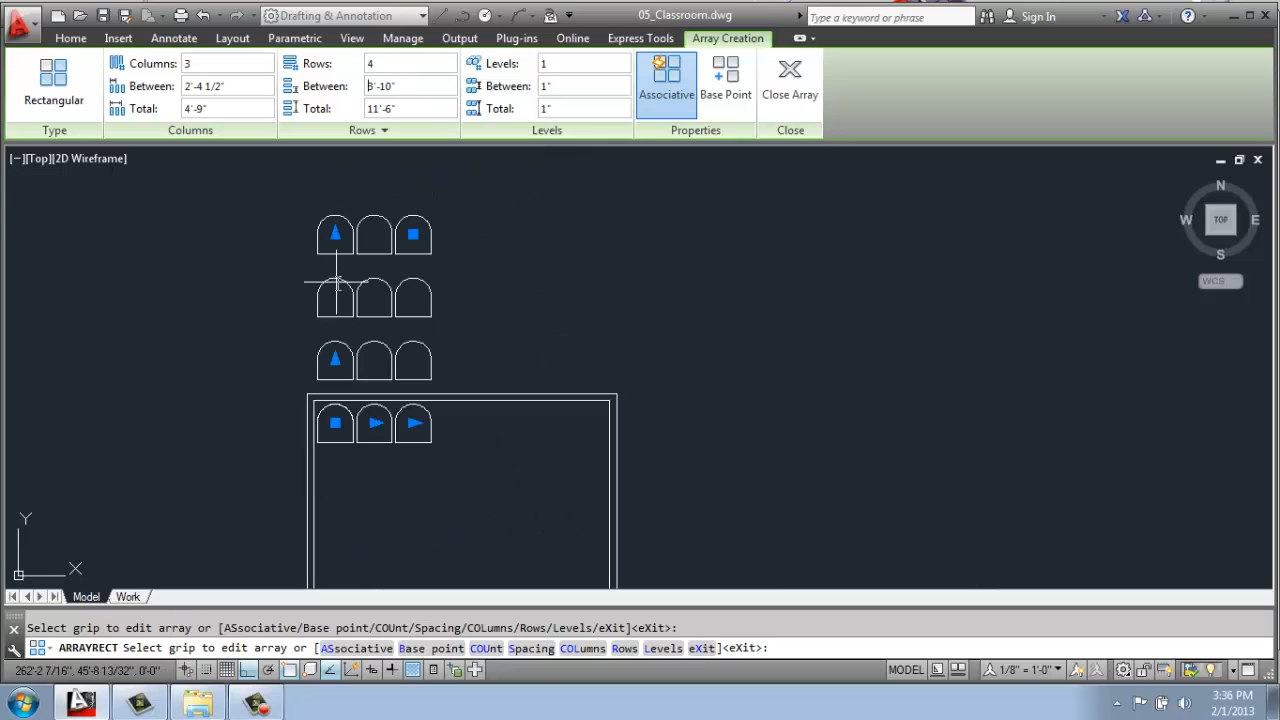 Drafting & Annotation
05_Classroom.dwg
Type a keyword or phrase
Sign In
Home Insert Annotate Layout Parametric View Manage Output Plug-ins Online Express Tools Array Creation
Columns: 3 Rows: 4 Levels: 1
Between: 2'-4 1/2" Between: 3'-10" Between: 1"
Total: 4'-9" Total: 11'-6" Total: 1"
Rectangular Associative Base Point Close Array
Type Columns Rows Levels Properties Close
[−][Top][2D Wireframe]
N
W TOP E
S
WCS
Y
X
Model Work
Select grip to edit array or [ASsociative/Base point/COUnt/Spacing/COLumns/Rows/Levels/eXit]<eXit>:
ARRAYRECT Select grip to edit array or [ASsociative Base point COUnt Spacing COLumns Rows Levels eXit]<eXit>:
262'-2 7/16", 45'-8 13/32", 0'-0" MODEL 1/8" = 1'-0"
3:36 PM
2/1/2013